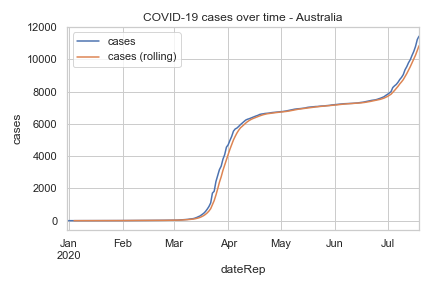 COVID-19 cases over time - Australia
cases
cases (rolling)
12000
10000
8000
6000
4000
2000
0
cases
Jan
2020
Feb
Mar
Apr
May
Jun
Jul
dateRep